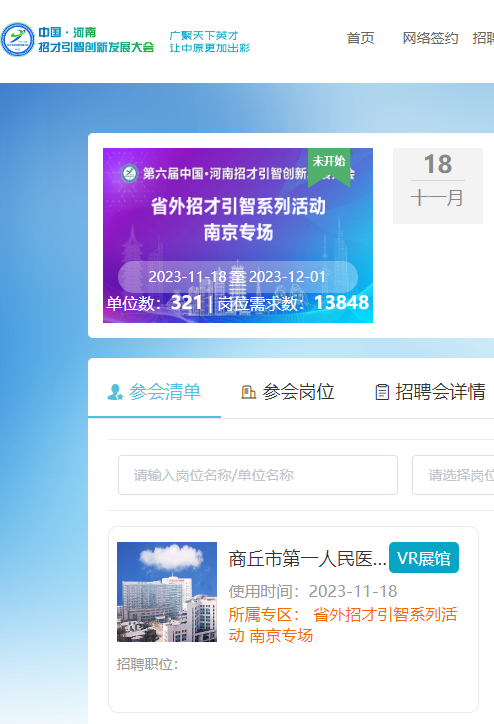 中国·河南
招才引智创新发展大会
广聚天下英才
让中原更加出彩
首页 网络签约 招聘
未开始
第六届中国·河南招才引智创新 会
省外招才引智系列活动
南京专场
2023-11-18 至 2023-12-01
单位数：321 | 岗位需求数：13848
18
十一月
参会清单 参会岗位 招聘会详情
请输入岗位名称/单位名称 请选择岗位
商丘市第一人民医... VR展馆
使用时间：2023-11-18
所属专区： 省外招才引智系列活
动 南京专场
招聘职位：